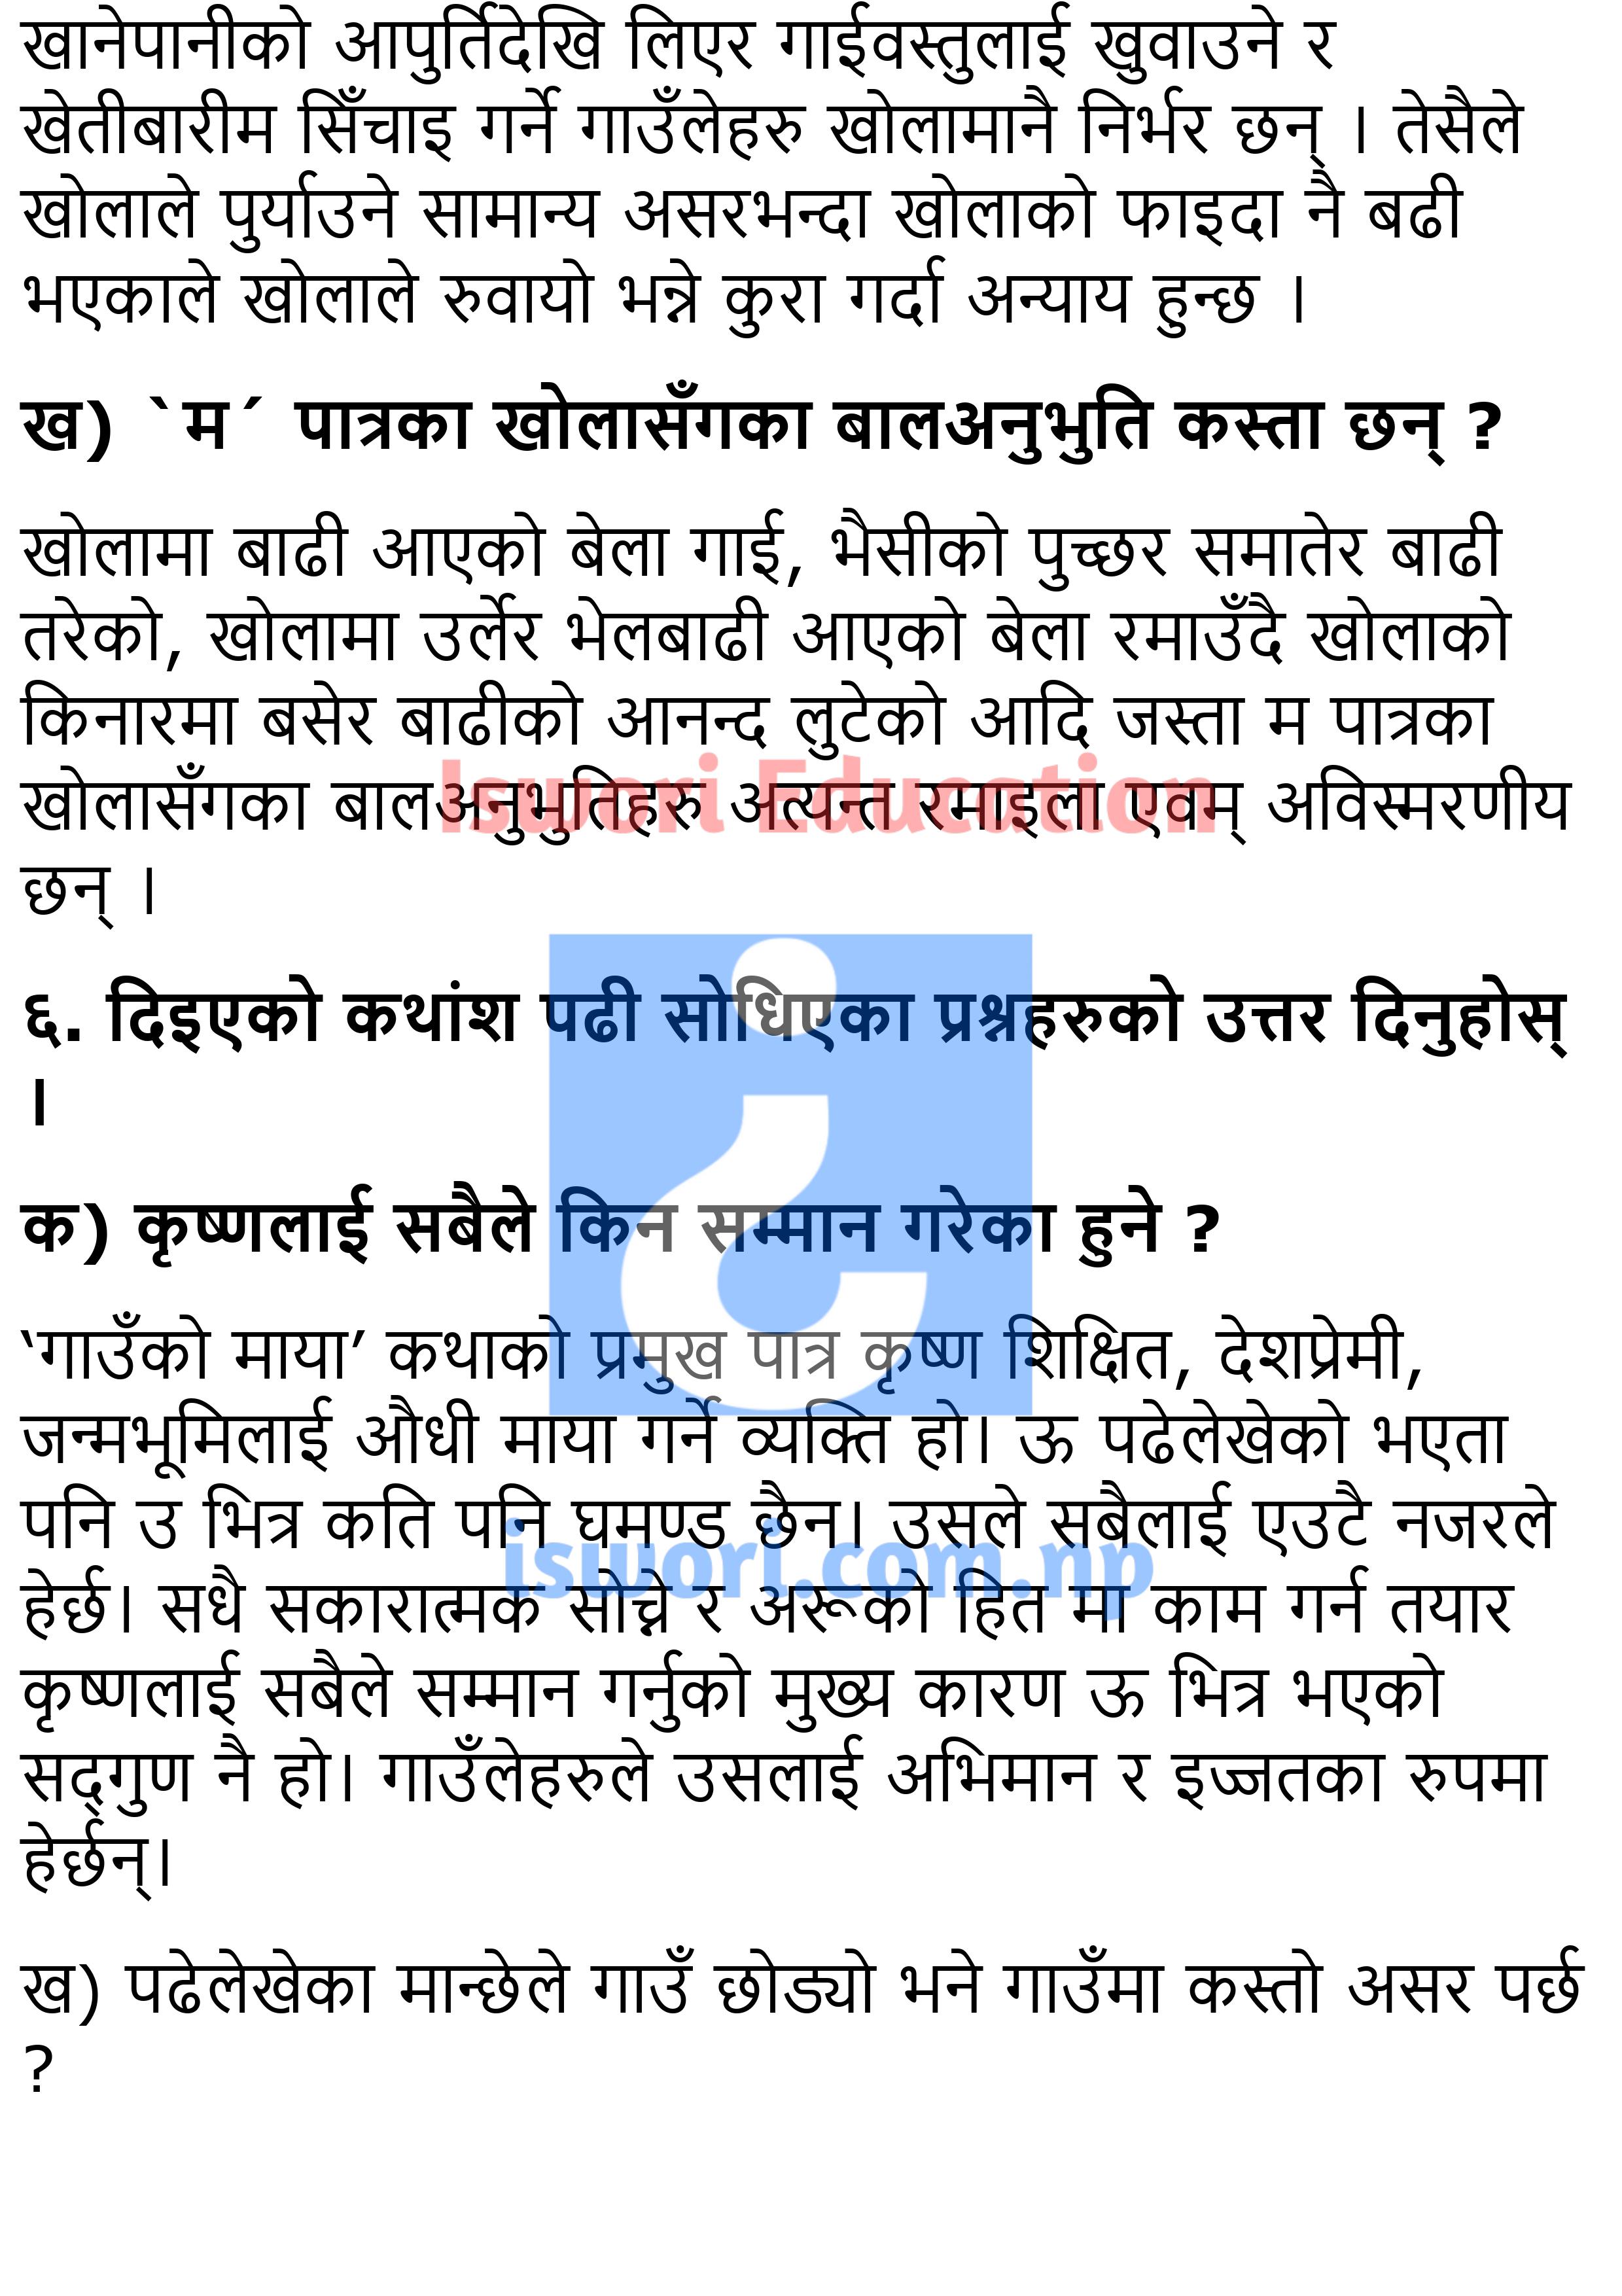 खानेपानीको आपुर्तिदेखि लिएर गाईवस्तुलाई खुवाउने र
खेतीबारीम सिँचाइ गर्ने गाउँलेहरु खोलामानै निर्भर छन् । तेसैले
खोलाले पुर्याउने सामान्य असरभन्दा खोलाको फाइदा नै बढी
भएकाले खोलाले रुवायो भन्ने कुरा गर्दा अन्याय हुन्छ ।
ख) `म´ पात्रका खोलासँगका बालअनुभुति कस्ता छन् ?
खोलामा बाढी आएको बेला गाई, भैसीको पुच्छर समातेर बाढी
तरेको, खोलामा उर्लेर भेलबाढी आएको बेला रमाउँदै खोलाको
किनारमा बसेर बाढीको आनन्द लुटेको आदि जस्ता म पात्रका
Iswori Education
खोलासँगका बालअनुभुतिहरु अत्यन्त रमाइला एवम् अविस्मरणीय
छन् ।
६. दिइएको कथांश पढी सोधिएका प्रश्नहरुको उत्तर दिनुहोस्
।
क) कृष्णलाई सबैले किन सम्मान गरेका हुने ?
‘गाउँको माया’ कथाको प्रमुख पात्र कृष्ण शिक्षित, देशप्रेमी,
जन्मभूमिलाई औधी माया गर्ने व्यक्ति हो। ऊ पढेलेखेको भएता
पनि उ भित्र कति पनि घमण्ड छैन। उसले सबैलाई एउटै नजरले
iswori.com.np
हेर्छ। सधै सकारात्मक सोच्ने र अरूको हित मा काम गर्न तयार
कृष्णलाई सबैले सम्मान गर्नुको मुख्य कारण ऊ भित्र भएको
सद्‌गुण नै हो। गाउँलेहरुले उसलाई अभिमान र इज्जतका रुपमा
हेर्छन्।
ख) पढेलेखेका मान्छेले गाउँ छोड्यो भने गाउँमा कस्तो असर पर्छ
?